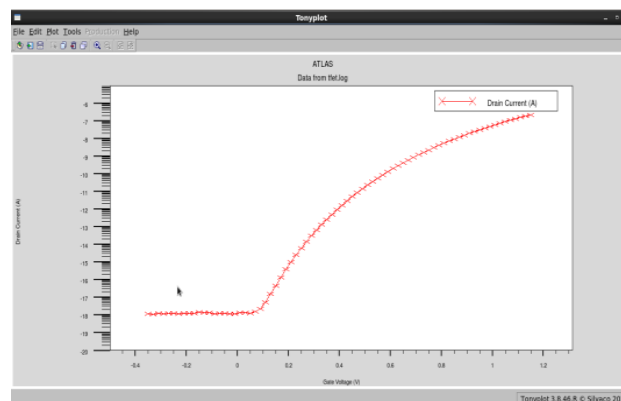 Tonyplot
File Edit Plot Tools Production Help
ATLAS
Data from tfet.log
Drain Current (A)
-6
-7
-8
-9
-10
-11
-12
-13
-14
-15
-16
-17
-18
-19
-20
Drain Current (A)
-0.4 -0.2 0 0.2 0.4 0.6 0.8 1 1.2
Gate Voltage (V)
Tonyplot 3.8.46.R © Silvaco 20